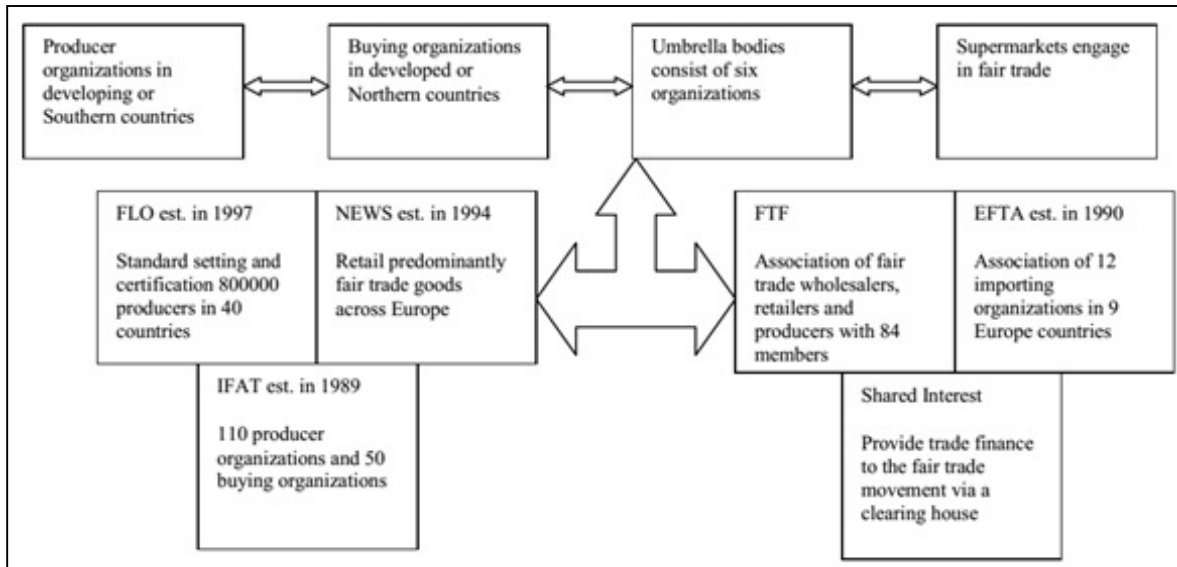 Producer
organizations in
developing or
Southern countries
Buying organizations
in developed or
Northern countries
Umbrella bodies
consist of six
organizations
Supermarkets engage
in fair trade
FLO est. in 1997
Standard setting and
certification 800000
producers in 40
countries
NEWS est. in 1994
Retail predominantly
fair trade goods
across Europe
IFAT est. in 1989
110 producer
organizations and 50
buying organizations
FTF
Association of fair
trade wholesalers,
retailers and
producers with 84
members
EFTA est. in 1990
Association of 12
importing
organizations in 9
Europe countries
Shared Interest
Provide trade finance
to the fair trade
movement via a
clearing house